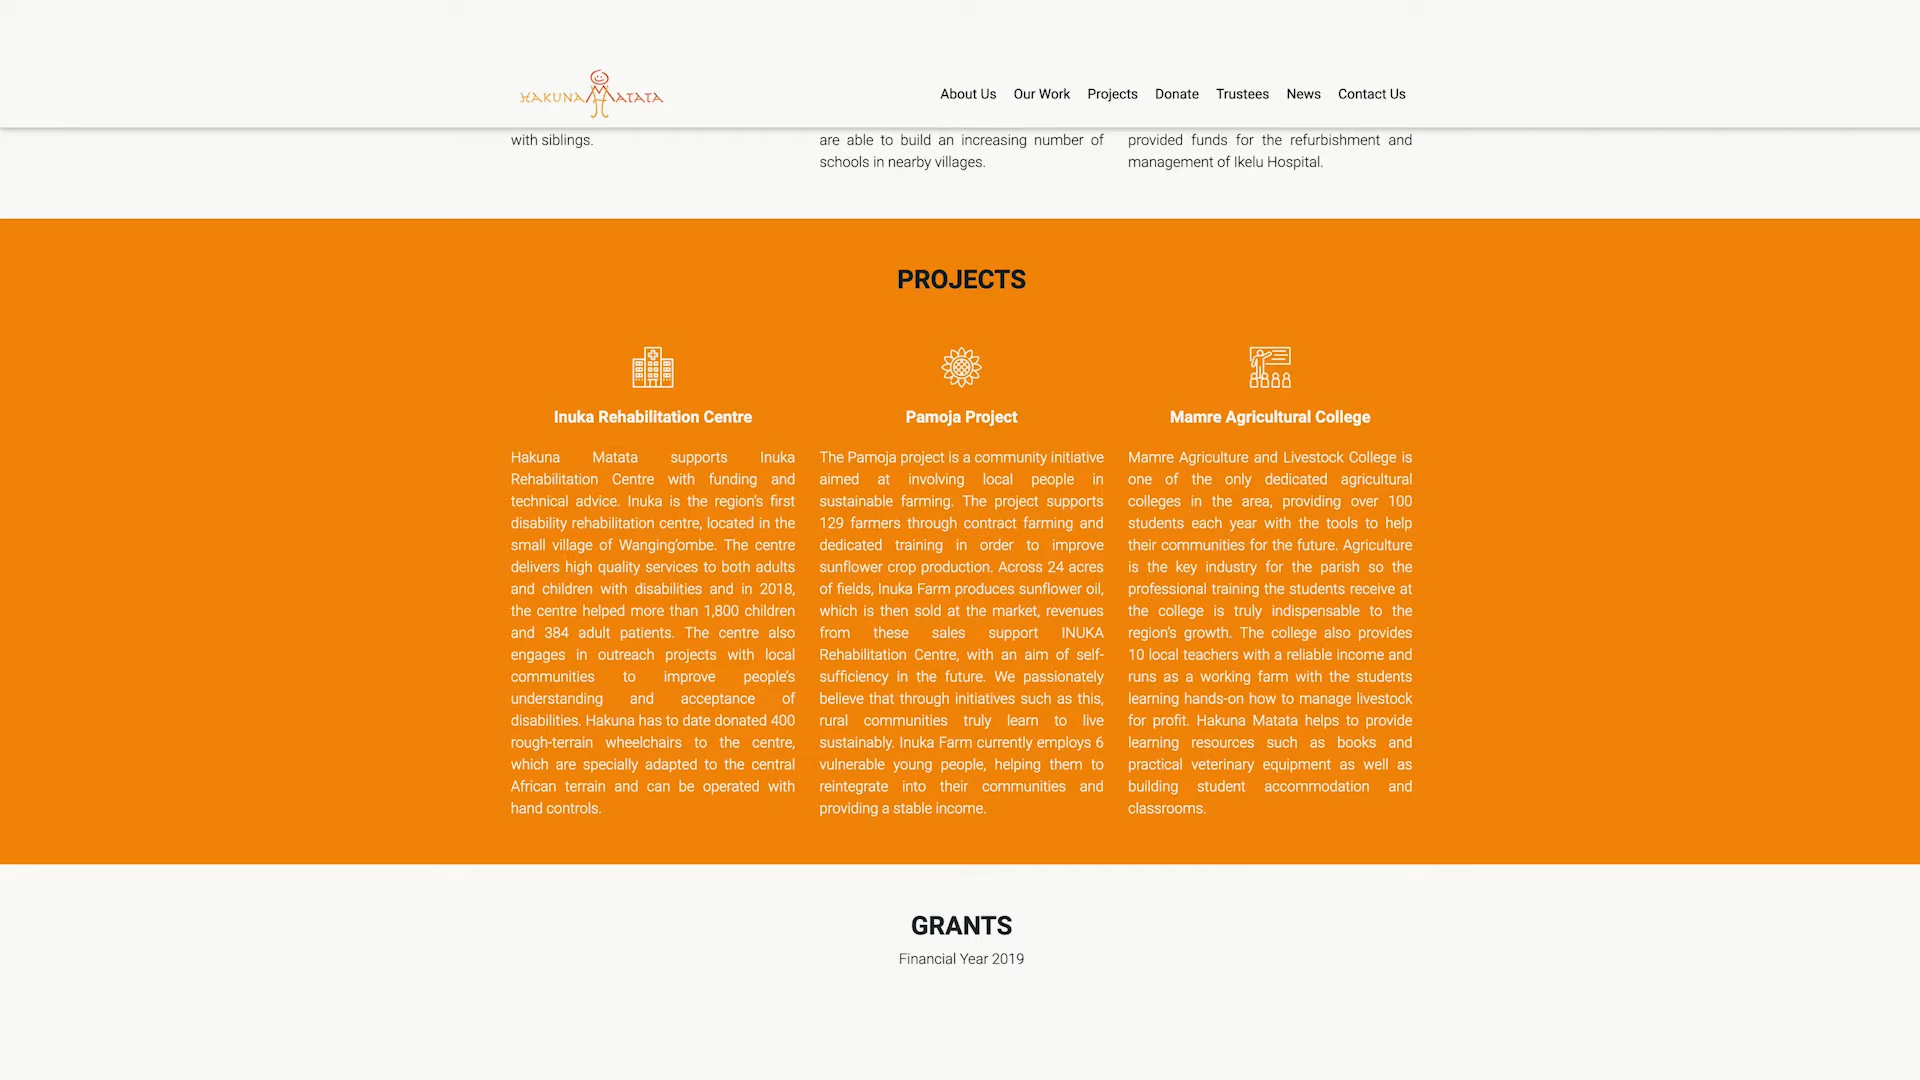 HAKUNA MATATA
About Us Our Work Projects Donate Trustees News Contact Us
with siblings.
are able to build an increasing number of
schools in nearby villages.
provided funds for the refurbishment and
management of Ikelu Hospital.
PROJECTS
Inuka Rehabilitation Centre
Hakuna Matata supports Inuka
Rehabilitation Centre with funding and
technical advice. Inuka is the region's first
disability rehabilitation centre, located in the
small village of Wanging'ombe. The centre
delivers high quality services to both adults
and children with disabilities and in 2018,
the centre helped more than 1,800 children
and 384 adult patients. The centre also
engages in outreach projects with local
communities to improve people's
understanding and acceptance of
disabilities. Hakuna has to date donated 400
rough-terrain wheelchairs to the centre,
which are specially adapted to the central
African terrain and can be operated with
hand controls.
Pamoja Project
The Pamoja project is a community initiative
aimed at involving local people in
sustainable farming. The project supports
129 farmers through contract farming and
dedicated training in order to improve
sunflower crop production. Across 24 acres
of fields, Inuka Farm produces sunflower oil,
which is then sold at the market, revenues
from these sales support INUKA
Rehabilitation Centre, with an aim of self-
sufficiency in the future. We passionately
believe that through initiatives such as this,
rural communities truly learn to live
sustainably. Inuka Farm currently employs 6
vulnerable young people, helping them to
reintegrate into their communities and
providing a stable income.
Mamre Agricultural College
Mamre Agriculture and Livestock College is
one of the only dedicated agricultural
colleges in the area, providing over 100
students each year with the tools to help
their communities for the future. Agriculture
is the key industry for the parish so the
professional training the students receive at
the college is truly indispensable to the
region's growth. The college also provides
10 local teachers with a reliable income and
runs as a working farm with the students
learning hands-on how to manage livestock
for profit. Hakuna Matata helps to provide
learning resources such as books and
practical veterinary equipment as well as
building student accommodation and
classrooms.
GRANTS
Financial Year 2019